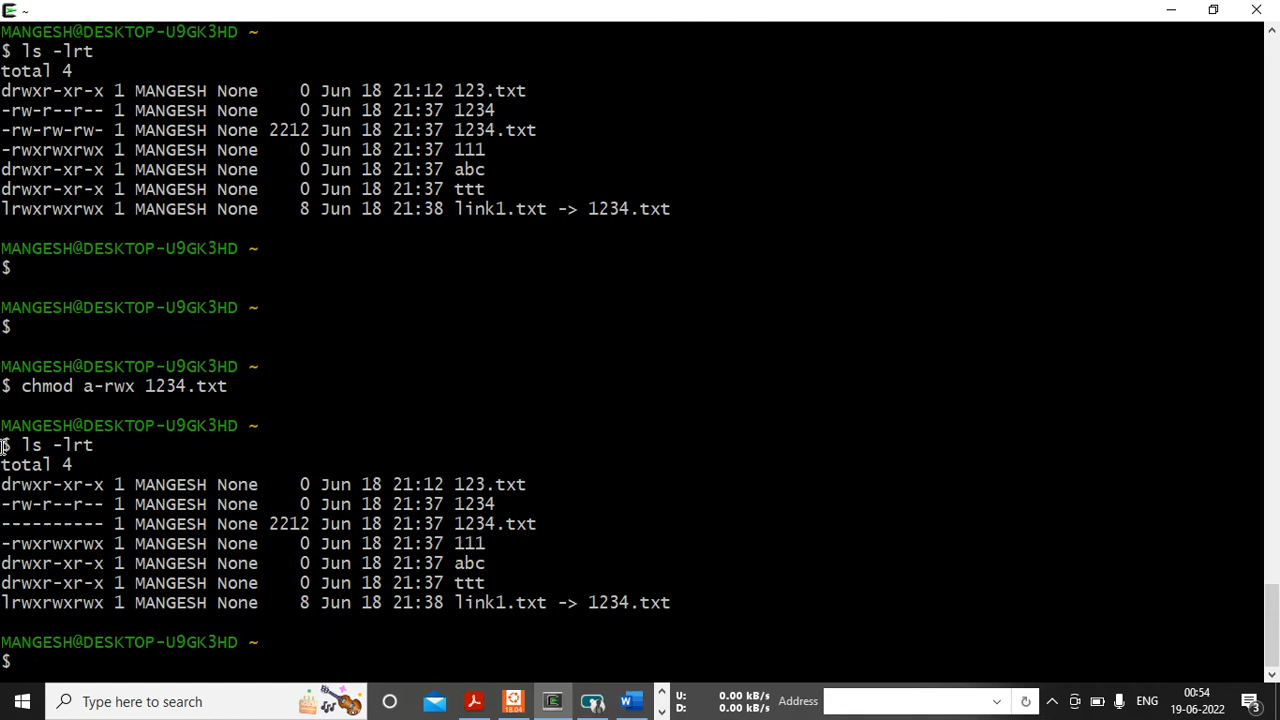 ~
MANGESH@DESKTOP-U9GK3HD ~
$ ls -lrt
total 4
drwxr-xr-x 1 MANGESH None    0 Jun 18 21:12 123.txt
-rw-r--r-- 1 MANGESH None    0 Jun 18 21:37 1234
-rw-rw-rw- 1 MANGESH None 2212 Jun 18 21:37 1234.txt
-rwxrwxrwx 1 MANGESH None    0 Jun 18 21:37 111
drwxr-xr-x 1 MANGESH None    0 Jun 18 21:37 abc
drwxr-xr-x 1 MANGESH None    0 Jun 18 21:37 ttt
lrwxrwxrwx 1 MANGESH None    8 Jun 18 21:38 link1.txt -> 1234.txt
MANGESH@DESKTOP-U9GK3HD ~
$
MANGESH@DESKTOP-U9GK3HD ~
$
MANGESH@DESKTOP-U9GK3HD ~
$ chmod a-rwx 1234.txt
MANGESH@DESKTOP-U9GK3HD ~
$ ls -lrt
total 4
drwxr-xr-x 1 MANGESH None    0 Jun 18 21:12 123.txt
-rw-r--r-- 1 MANGESH None    0 Jun 18 21:37 1234
---------- 1 MANGESH None 2212 Jun 18 21:37 1234.txt
-rwxrwxrwx 1 MANGESH None    0 Jun 18 21:37 111
drwxr-xr-x 1 MANGESH None    0 Jun 18 21:37 abc
drwxr-xr-x 1 MANGESH None    0 Jun 18 21:37 ttt
lrwxrwxrwx 1 MANGESH None    8 Jun 18 21:38 link1.txt -> 1234.txt
MANGESH@DESKTOP-U9GK3HD ~
$
Type here to search
18.04
U: 0.00 kB/s
D: 0.00 kB/s
Address
ENG
00:54
19-06-2022
3